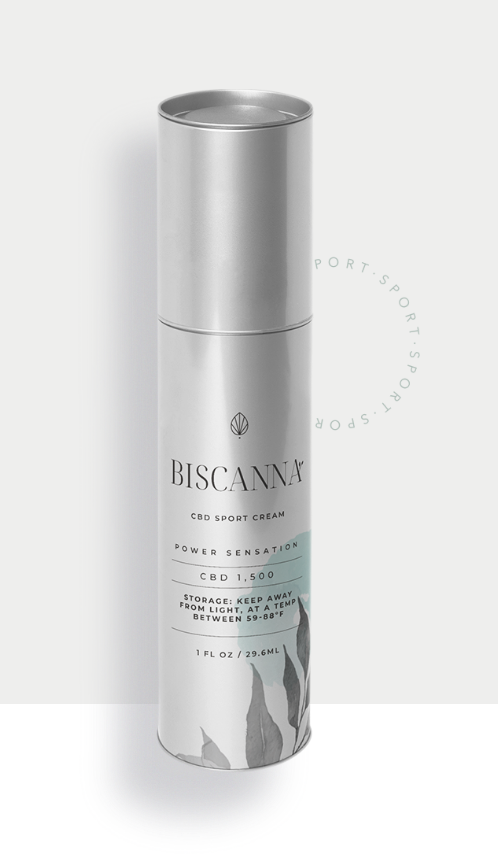 PORT·SPORT·SPORT·SPOR
BISCANNA
CBD SPORT CREAM
POWER SENSATION
CBD 1,500
STORAGE: KEEP AWAY
FROM LIGHT, AT A TEMP
BETWEEN 59-88°F
1 FL OZ / 29.6ML